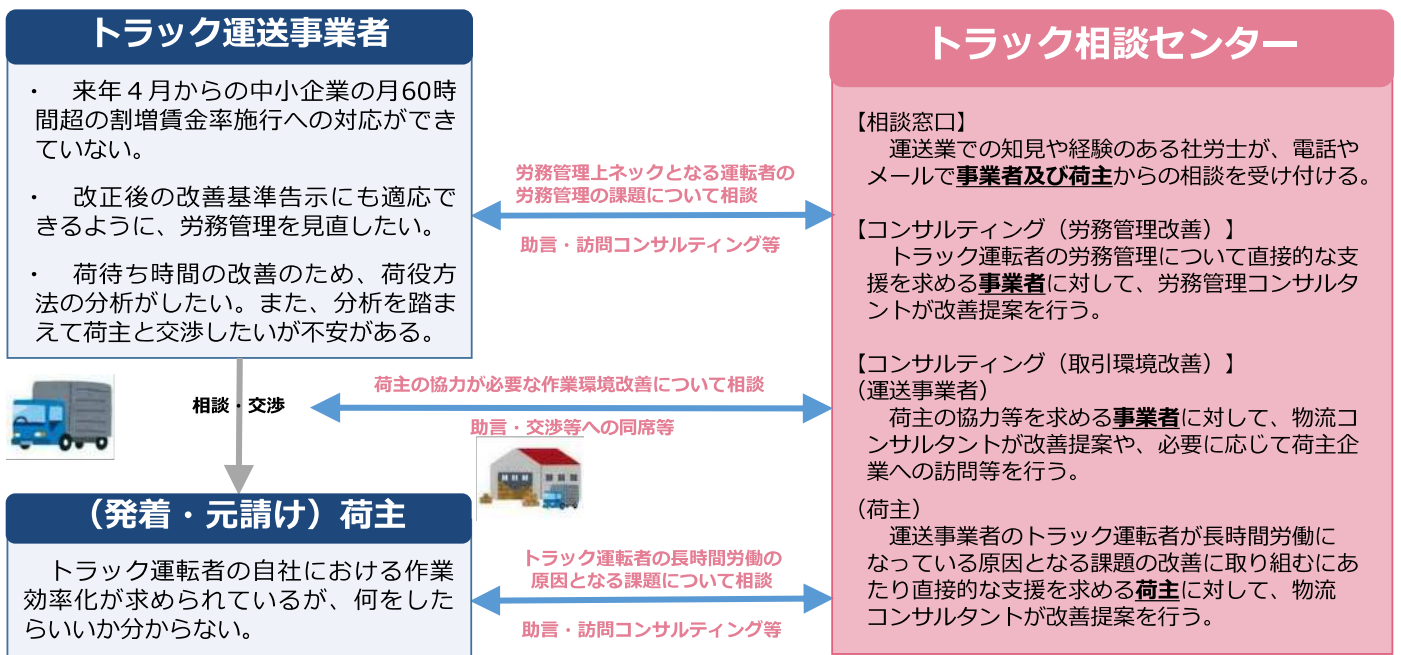 トラック運送事業者
・　来年４月からの中小企業の月60時
間超の割増賃金率施行への対応ができ
ていない。
・　改正後の改善基準告示にも適応で
きるように、労務管理を見直したい。
・　荷待ち時間の改善のため、荷役方
法の分析がしたい。また、分析を踏ま
えて荷主と交渉したいが不安がある。
相談・交渉
（発着・元請け）荷主
トラック運転者の自社における作業
効率化が求められているが、何をした
らいいか分からない。
労務管理上ネックとなる運転者の
労務管理の課題について相談
助言・訪問コンサルティング等
荷主の協力が必要な作業環境改善について相談
助言・交渉等への同席等
トラック運転者の長時間労働の
原因となる課題について相談
助言・訪問コンサルティング等
トラック相談センター
【相談窓口】
運送業での知見や経験のある社労士が、電話や
メールで事業者及び荷主からの相談を受け付ける。
【コンサルティング（労務管理改善）】
トラック運転者の労務管理について直接的な支
援を求める事業者に対して、労務管理コンサルタ
ントが改善提案を行う。
【コンサルティング（取引環境改善）】
（運送事業者）
荷主の協力等を求める事業者に対して、物流コ
ンサルタントが改善提案や、必要に応じて荷主企
業への訪問等を行う。
（荷主）
運送事業者のトラック運転者が長時間労働に
なっている原因となる課題の改善に取り組むにあ
たり直接的な支援を求める荷主に対して、物流
コンサルタントが改善提案を行う。